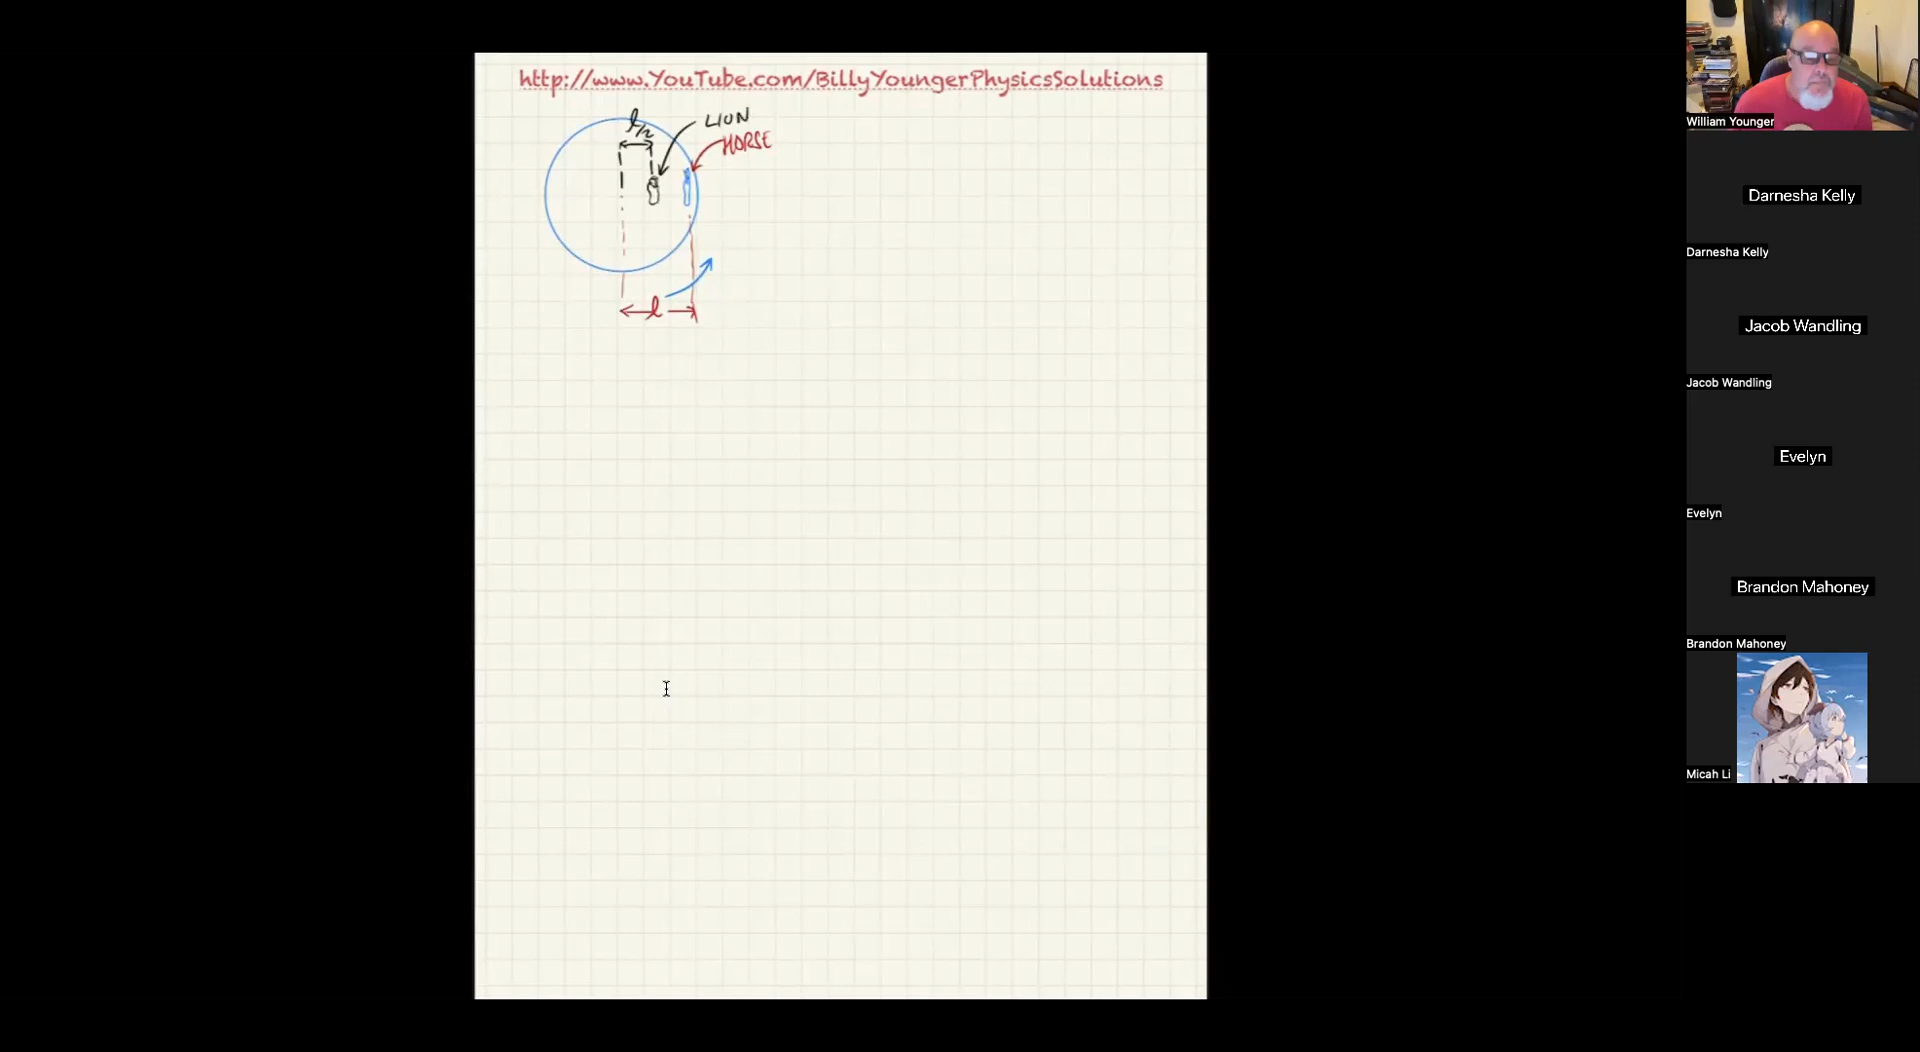 http://www.YouTube.com/BillyYoungerPhysicsSolutions
l/2
LION
HORSE
l
William Younger
Darnesha Kelly
Darnesha Kelly
Jacob Wandling
Jacob Wandling
Evelyn
Evelyn
Brandon Mahoney
Brandon Mahoney
Micah Li